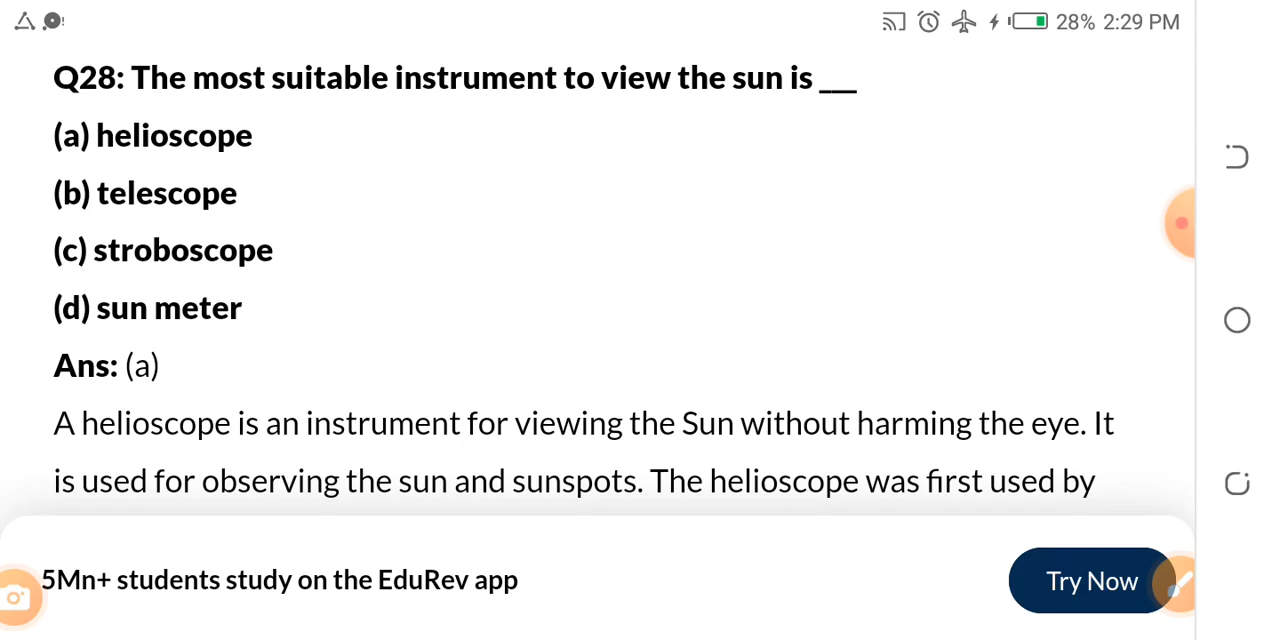 28% 2:29 PM
Q28: The most suitable instrument to view the sun is ___
(a) helioscope
(b) telescope
(c) stroboscope
(d) sun meter
Ans: (a)
A helioscope is an instrument for viewing the Sun without harming the eye. It
is used for observing the sun and sunspots. The helioscope was first used by
5Mn+ students study on the EduRev app
Try Now